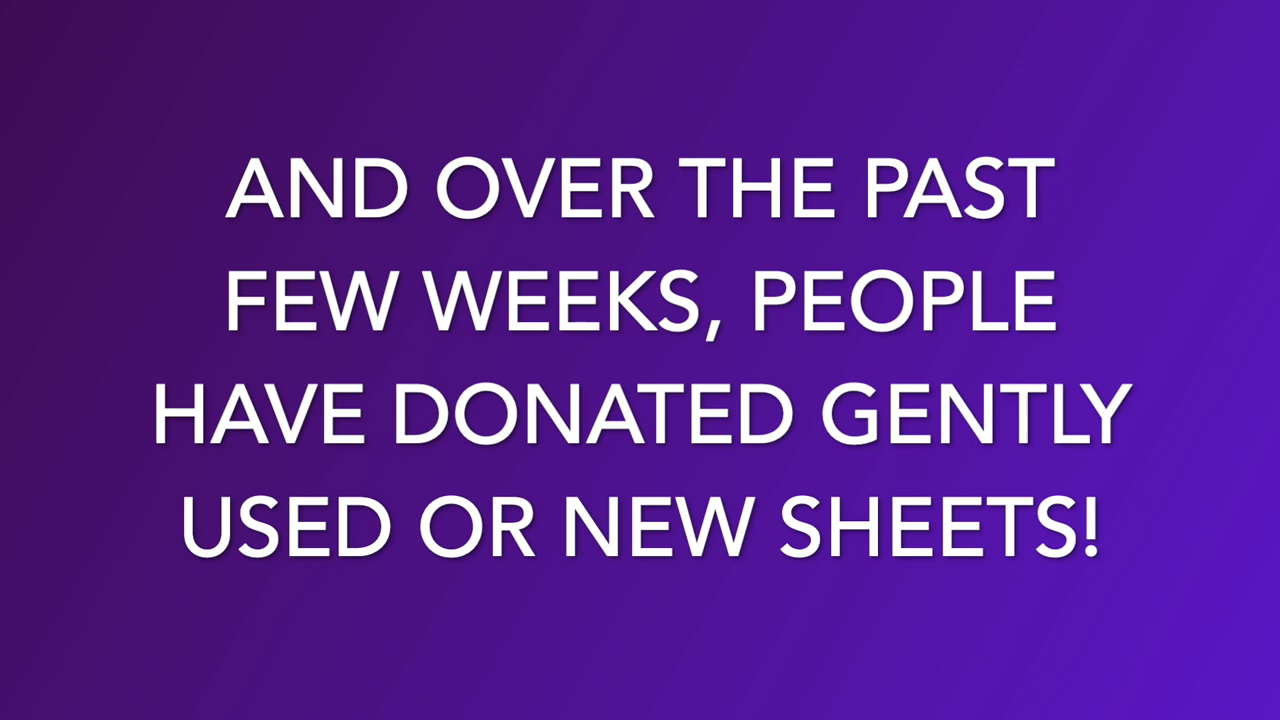 AND OVER THE PAST
FEW WEEKS, PEOPLE
HAVE DONATED GENTLY
USED OR NEW SHEETS!